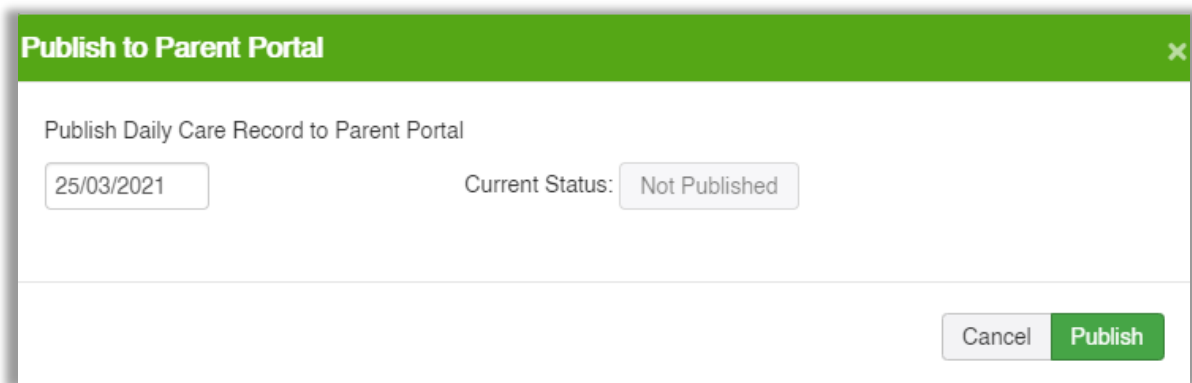 Publish to Parent Portal ×
Publish Daily Care Record to Parent Portal
25/03/2021 Current Status: Not Published
Cancel Publish